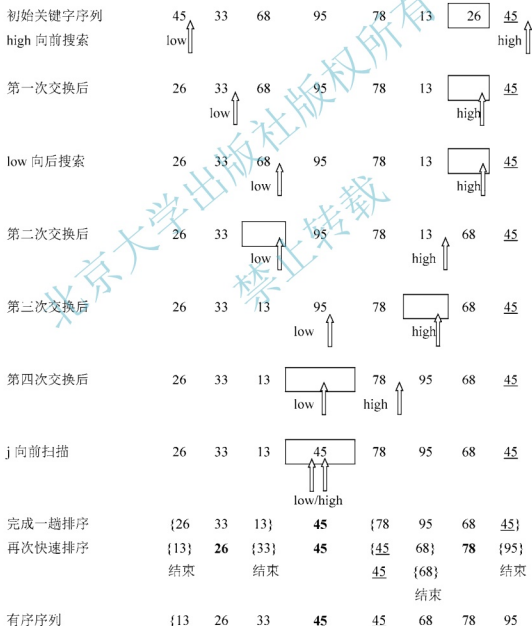 初始关键字序列 45 33 68 95 78 13 26 45
high 向前搜索 low high
第一次交换后 26 33 68 95 78 13 45
low high
low 向后搜索 26 33 68 95 78 13 45
low high
第二次交换后 26 33 95 78 13 68 45
low high
第三次交换后 26 33 13 95 78 68 45
low high
第四次交换后 26 33 13 78 95 68 45
low high
j 向前扫描 26 33 13 45 78 95 68 45
low/high
完成一趟排序 {26 33 13} 45 {78 95 68 45}
再次快速排序 {13} 26 {33} 45 {45 68} 78 {95}
结束 结束 45 {68} 结束
结束
有序序列 {13 26 33 45 45 68 78 95
北京大学出版社版权所有
禁止转载